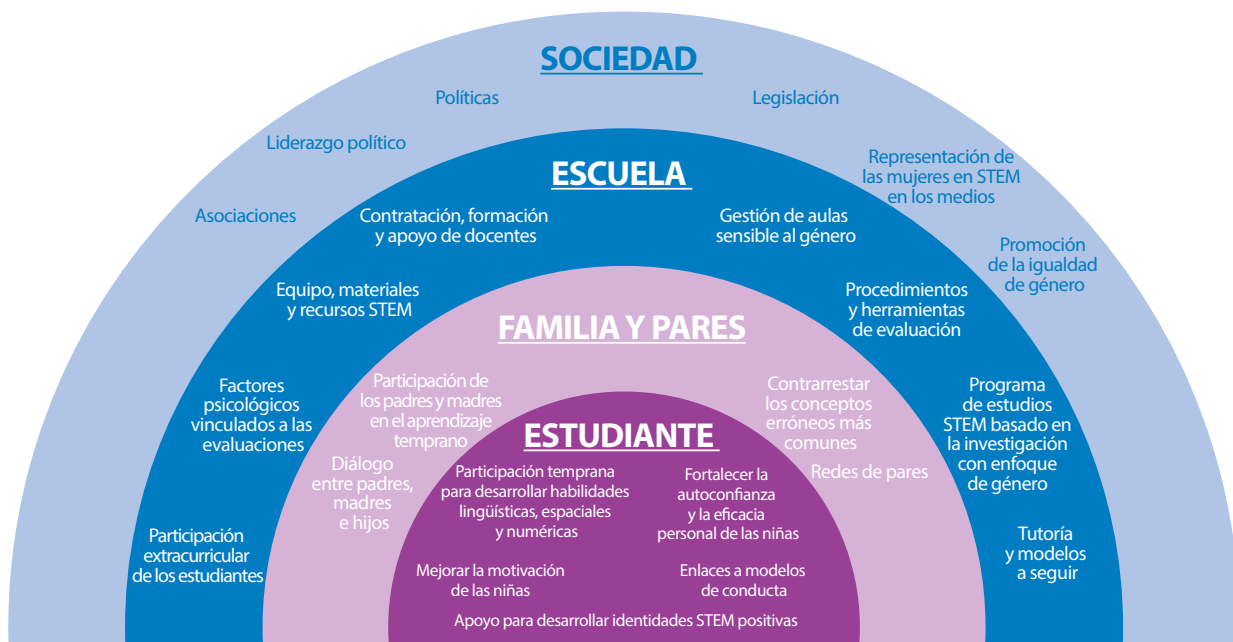 SOCIEDAD
Políticas
Legislación
Liderazgo político
Representación de
las mujeres en STEM
en los medios
Asociaciones
Promoción
de la igualdad
de género
ESCUELA
Contratación, formación
y apoyo de docentes
Gestión de aulas
sensible al género
Equipo, materiales
y recursos STEM
Procedimientos
y herramientas
de evaluación
Factores
psicológicos
vinculados a las
evaluaciones
Programa
de estudios
STEM basado en
la investigación
con enfoque
de género
Participación
extracurricular
de los estudiantes
Tutoría
y modelos
a seguir
FAMILIA Y PARES
Participación de
los padres y madres
en el aprendizaje
temprano
Contrarrestar
los conceptos
erróneos más
comunes
Diálogo
entre padres,
madres
e hijos
Redes de pares
ESTUDIANTE
Participación temprana
para desarrollar habilidades
lingüísticas, espaciales
y numéricas
Fortalecer la
autoconfianza
y la eficacia
personal de las niñas
Mejorar la motivación
de las niñas
Enlaces a modelos
de conducta
Apoyo para desarrollar identidades STEM positivas